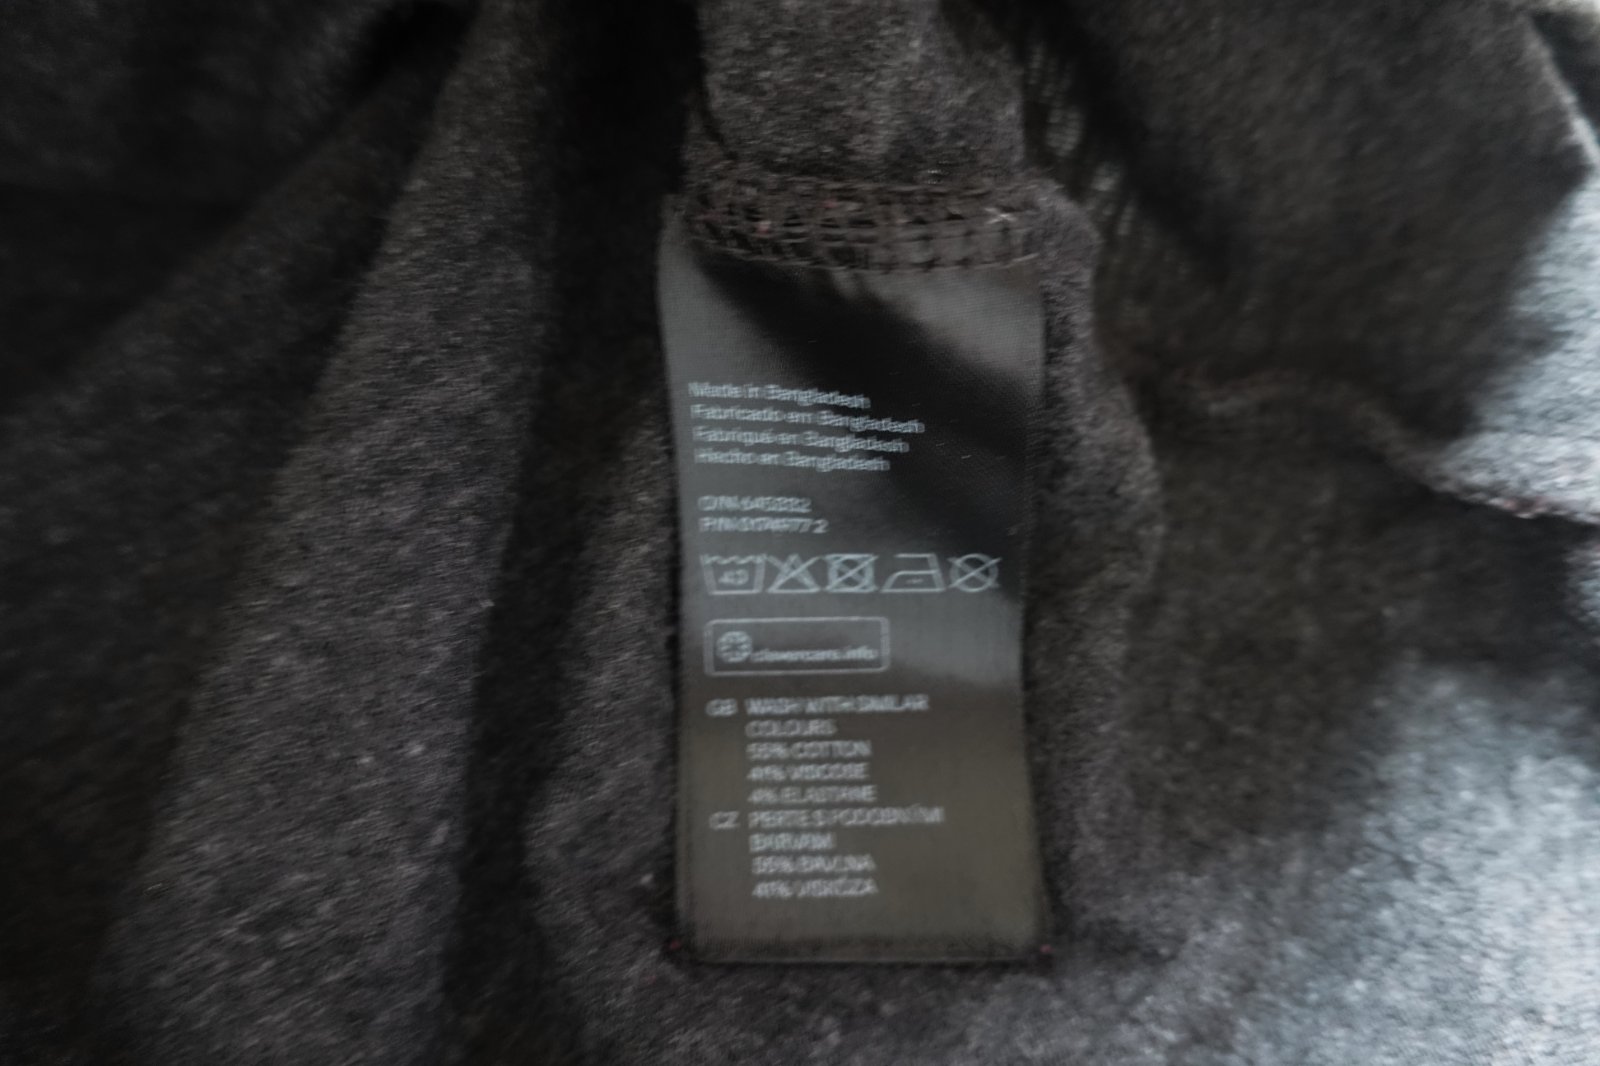 Made in Bangladesh
Fabricado em Bangladesh
Fabriqué en Bangladesh
Hecho en Bangladesh
40
clevercare.info
GB WASH WITH SIMILAR
COLOURS
55% COTTON
41% VISCOSE
4% ELASTANE
CZ PERTE S PODOBNÝMI
BARVAMI
55% BAVLNA
41% VISKÓZA